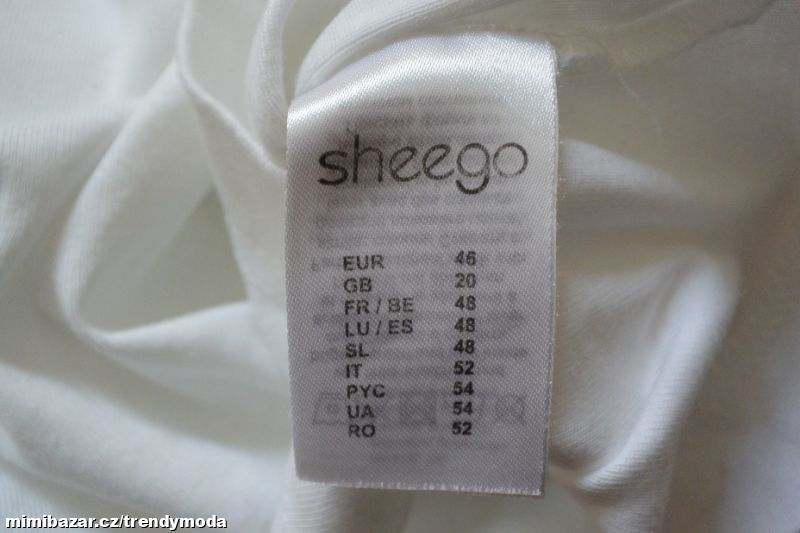 sheego
EUR 46
GB 20
FR / BE 48
LU / ES 48
SL 48
IT 52
РУС 54
UA 54
RO 52
mimibazar.cz/trendymoda